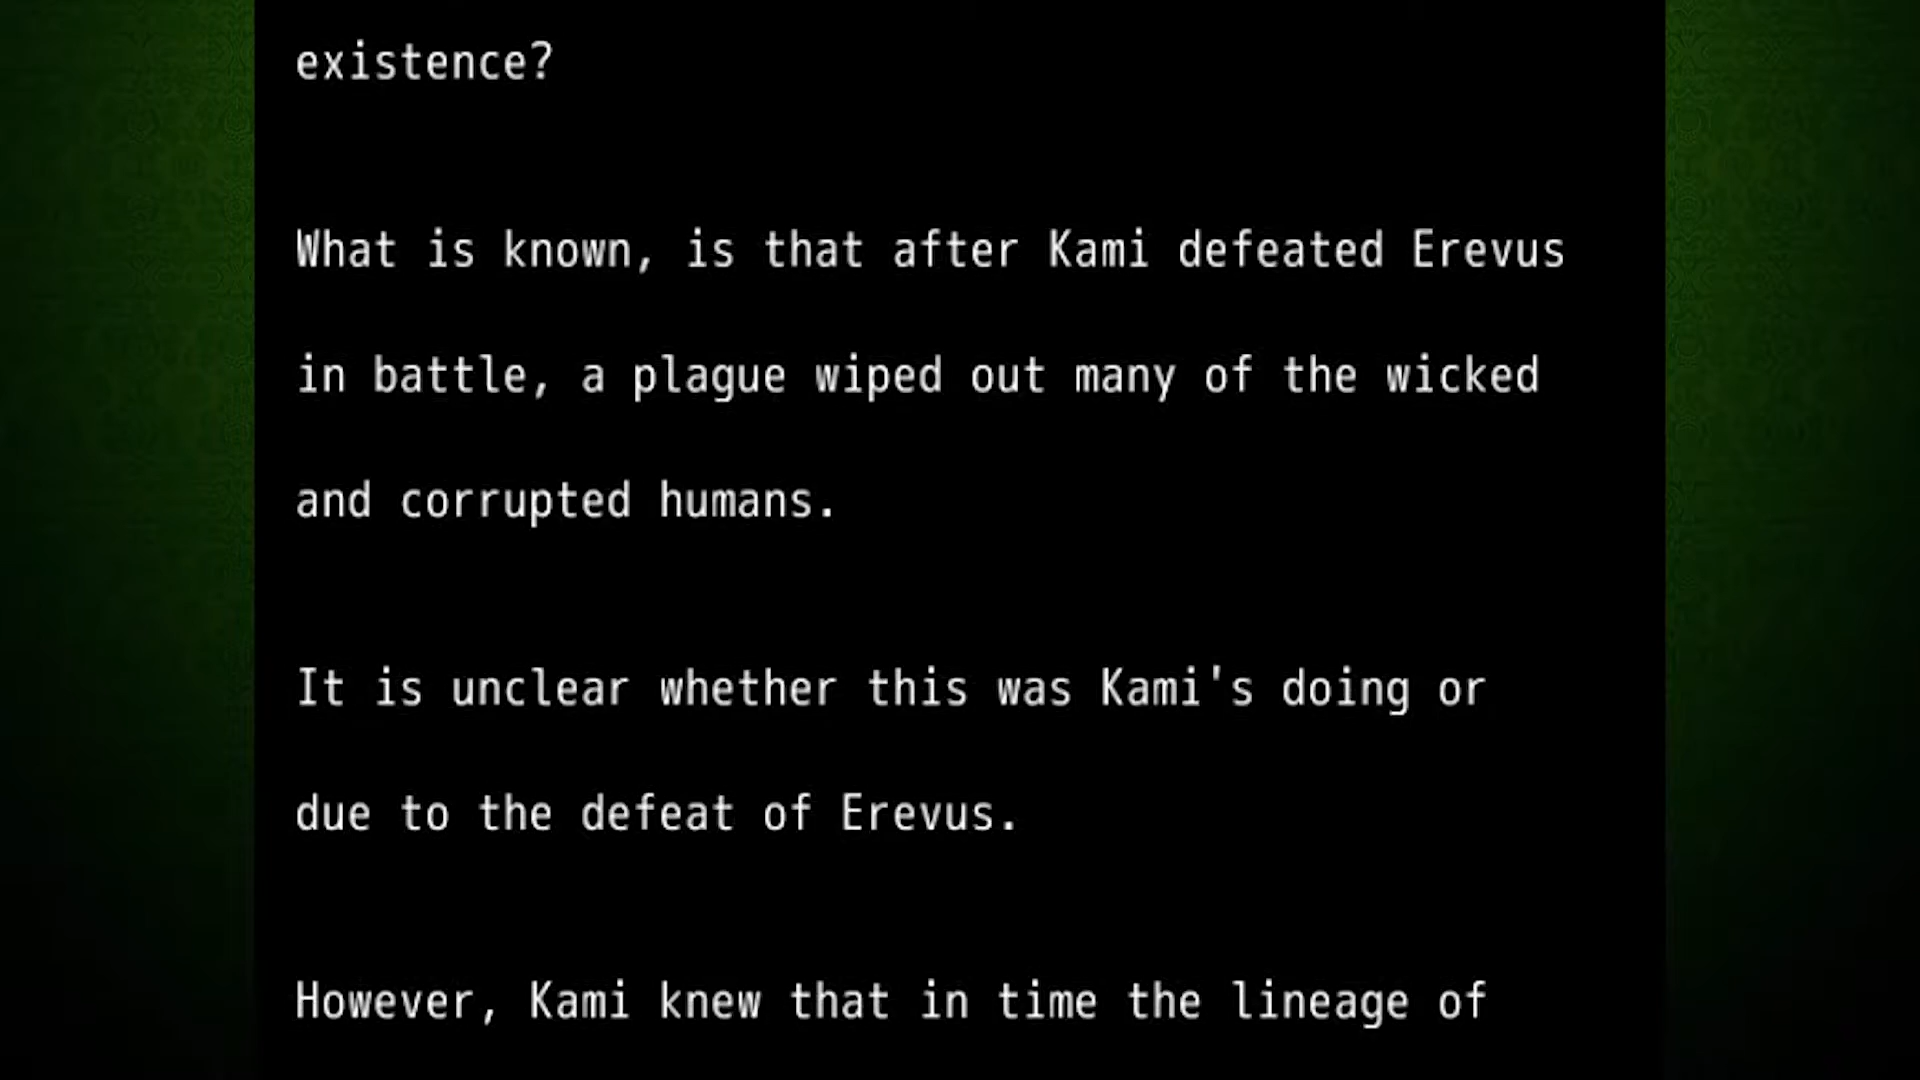 existence?
What is known, is that after Kami defeated Erevus
in battle, a plague wiped out many of the wicked
and corrupted humans.
It is unclear whether this was Kami's doing or
due to the defeat of Erevus.
However, Kami knew that in time the lineage of